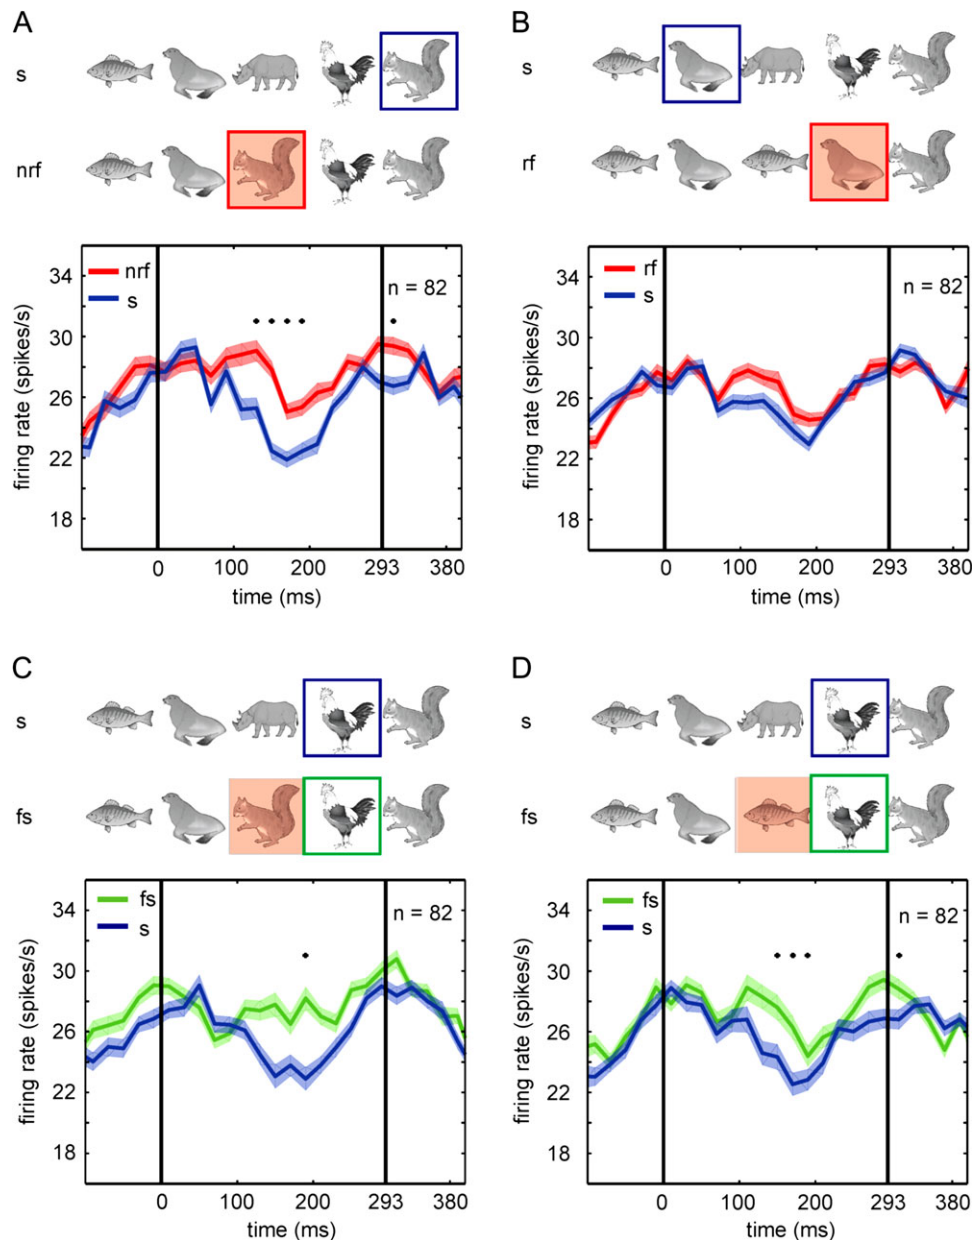 A
s
nrf
firing rate (spikes/s)
34
30
26
22
18
nrf
s
n = 82
0 100 200 293 380
time (ms)
B
s
rf
firing rate (spikes/s)
34
30
26
22
18
rf
s
n = 82
0 100 200 293 380
time (ms)
C
s
fs
firing rate (spikes/s)
34
30
26
22
18
fs
s
n = 82
0 100 200 293 380
time (ms)
D
s
fs
firing rate (spikes/s)
34
30
26
22
18
fs
s
n = 82
0 100 200 293 380
time (ms)